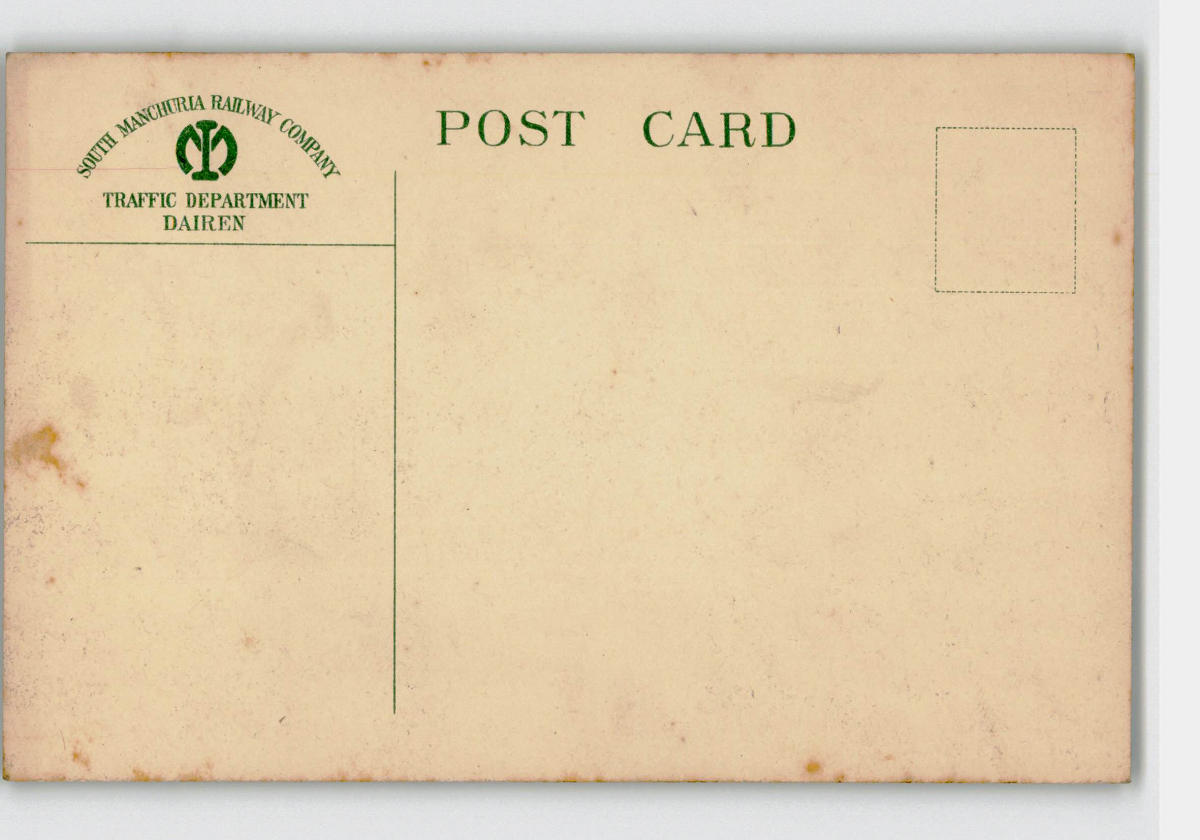 SOUTH MANCHURIA RAILWAY COMPANY
TRAFFIC DEPARTMENT
DAIREN
POST CARD